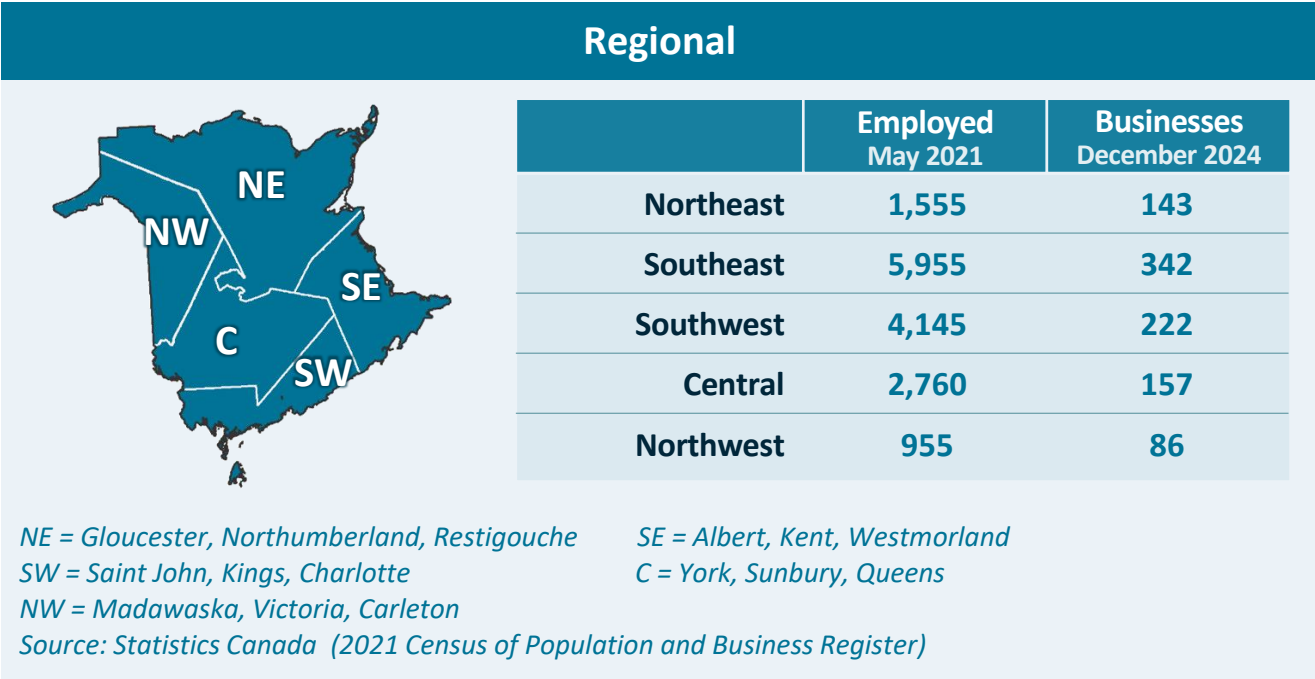 Regional
NE
NW
SE
C
SW
Employed Businesses
May 2021 December 2024
Northeast 1,555 143
Southeast 5,955 342
Southwest 4,145 222
Central 2,760 157
Northwest 955 86
NE = Gloucester, Northumberland, Restigouche SE = Albert, Kent, Westmorland
SW = Saint John, Kings, Charlotte C = York, Sunbury, Queens
NW = Madawaska, Victoria, Carleton
Source: Statistics Canada (2021 Census of Population and Business Register)